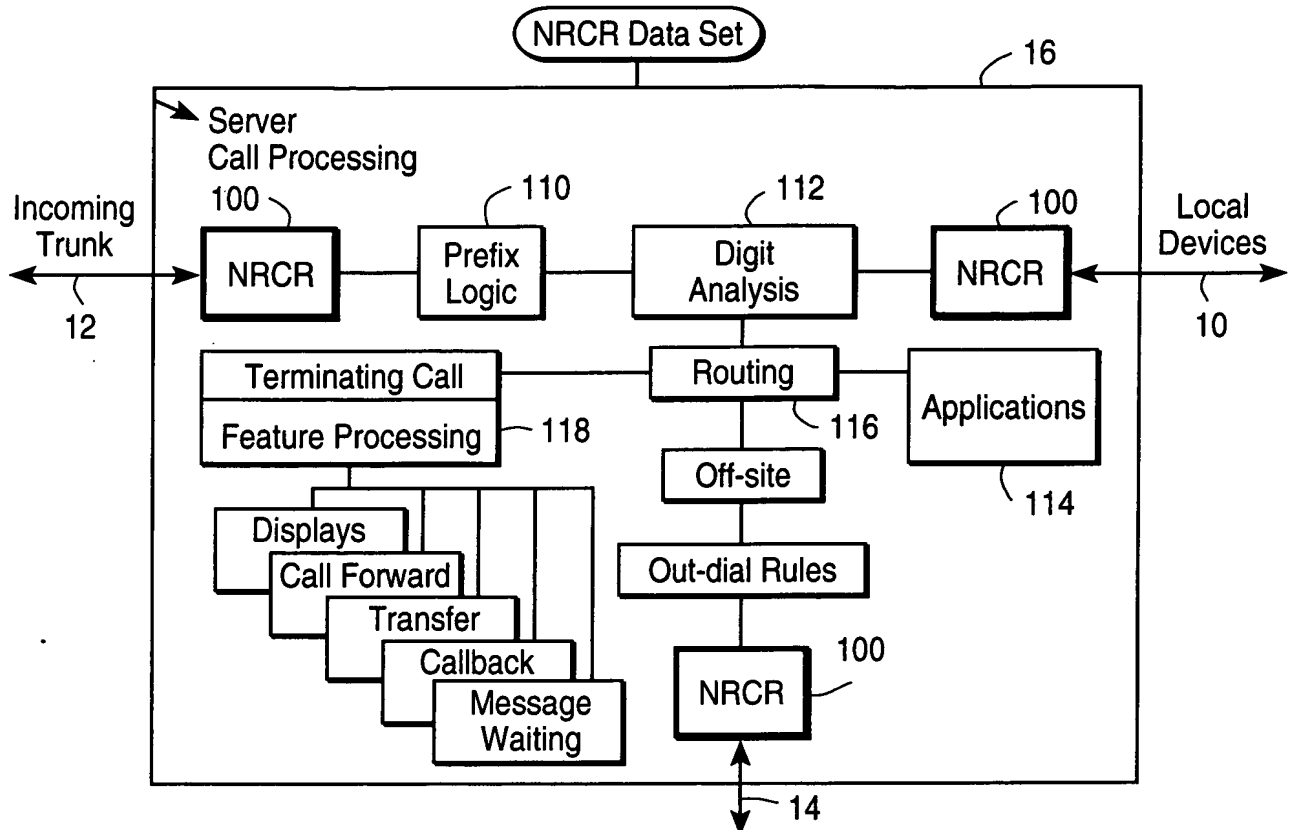 NRCR Data Set
16
Server
Call Processing
Incoming
Trunk
12
100
NRCR
110
Prefix
Logic
112
Digit
Analysis
100
NRCR
Local
Devices
10
Terminating Call
Feature Processing
118
Routing
116
Applications
114
Off-site
Out-dial Rules
Displays
Call Forward
Transfer
Callback
Message
Waiting
100
NRCR
14